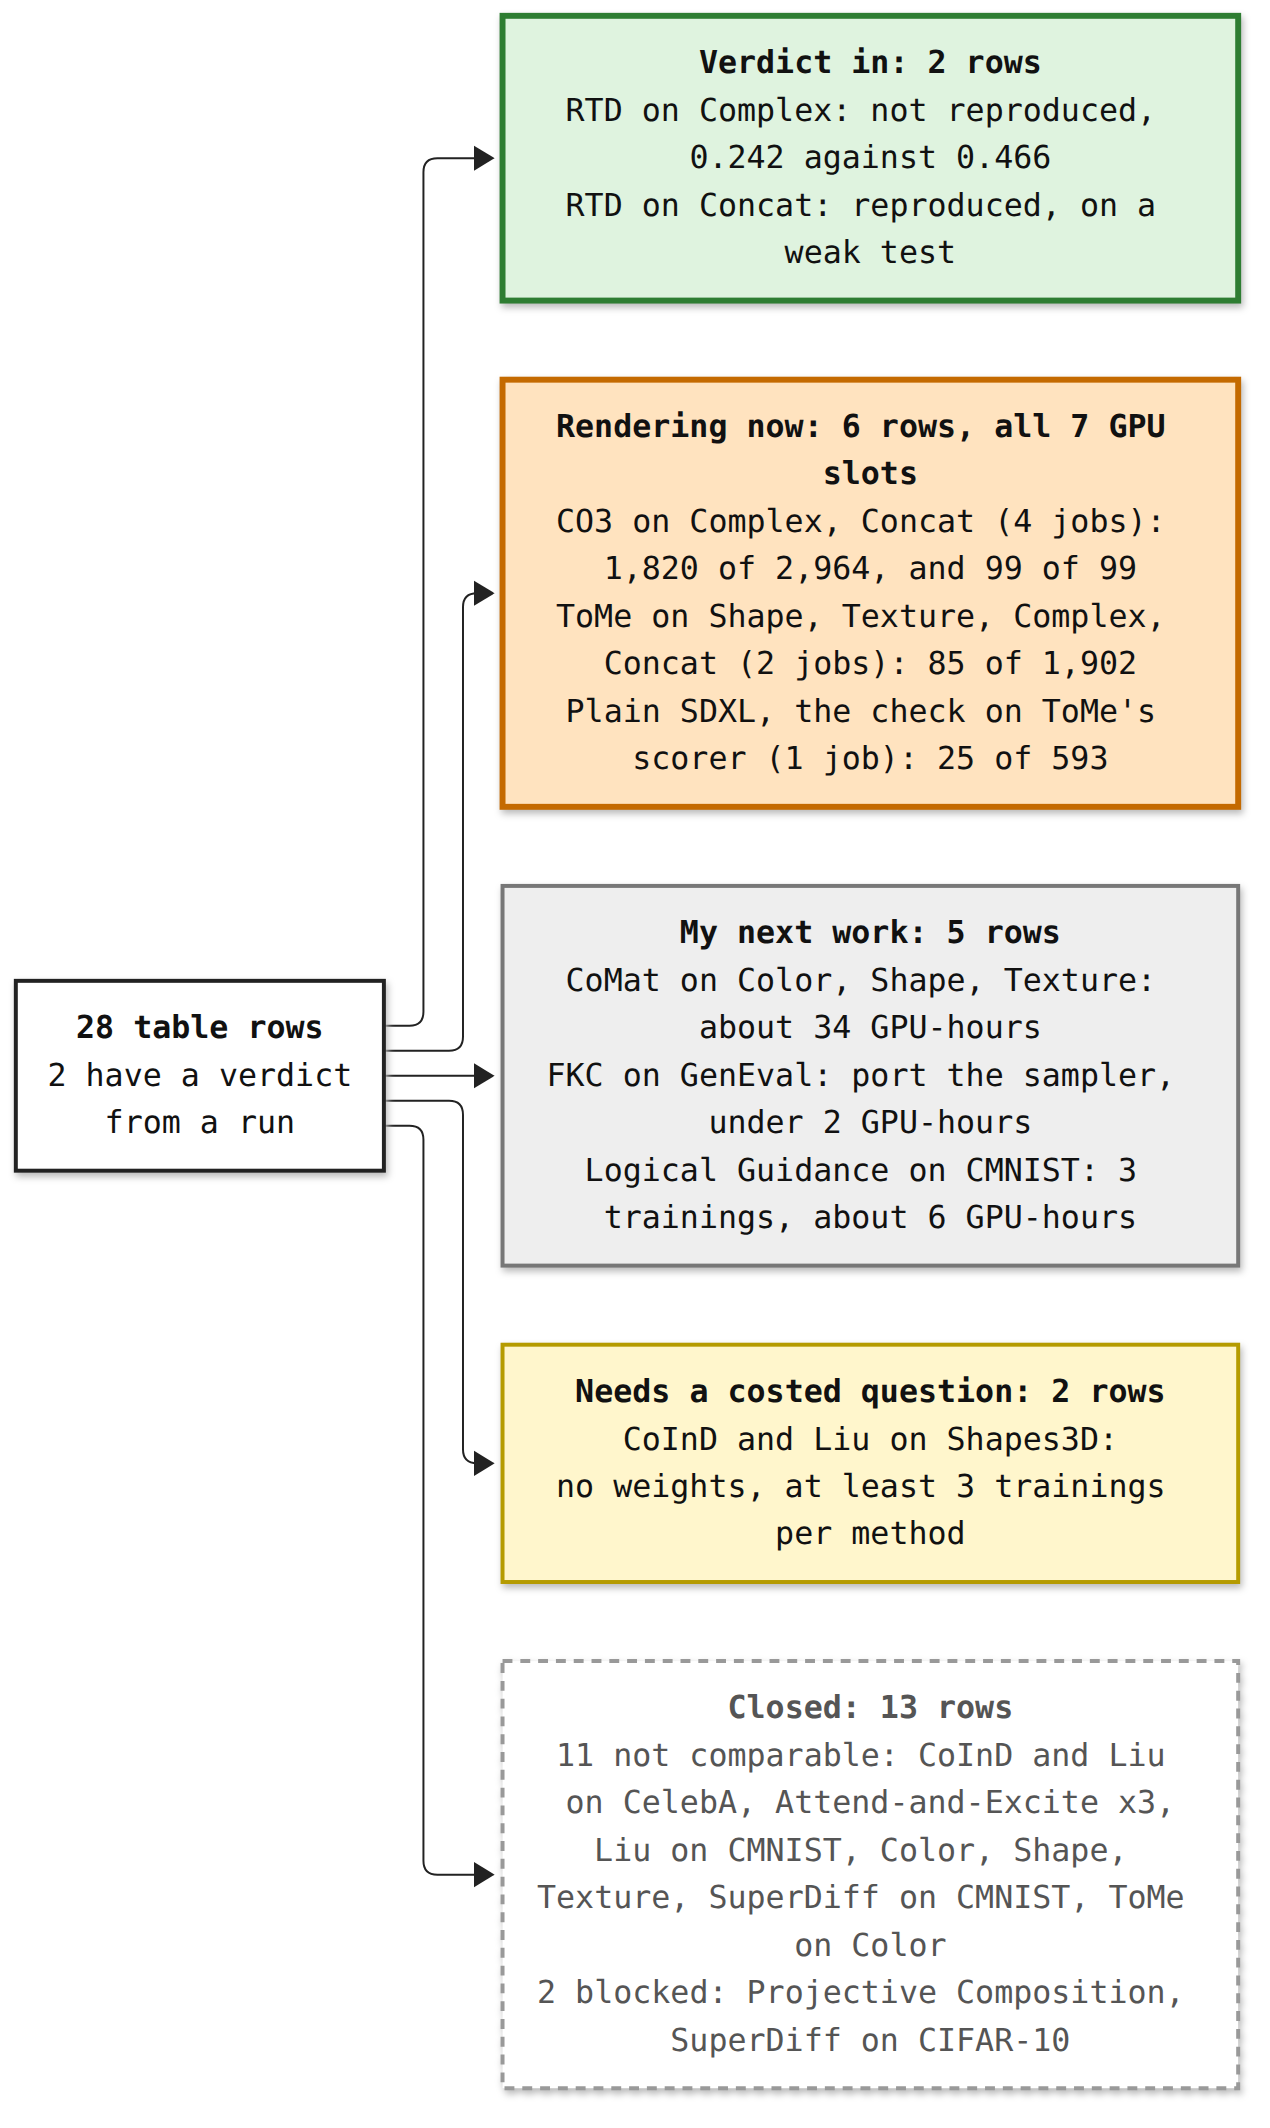 Verdict in: 2 rows
RTD on Complex: not reproduced,
0.242 against 0.466
RTD on Concat: reproduced, on a
weak test
Rendering now: 6 rows, all 7 GPU
slots
CO3 on Complex, Concat (4 jobs):
1,820 of 2,964, and 99 of 99
ToMe on Shape, Texture, Complex,
Concat (2 jobs): 85 of 1,902
Plain SDXL, the check on ToMe's
scorer (1 job): 25 of 593
My next work: 5 rows
CoMat on Color, Shape, Texture:
about 34 GPU-hours
FKC on GenEval: port the sampler,
under 2 GPU-hours
Logical Guidance on CMNIST: 3
trainings, about 6 GPU-hours
28 table rows
2 have a verdict
from a run
Needs a costed question: 2 rows
CoInD and Liu on Shapes3D:
no weights, at least 3 trainings
per method
Closed: 13 rows
11 not comparable: CoInD and Liu
on CelebA, Attend-and-Excite x3,
Liu on CMNIST, Color, Shape,
Texture, SuperDiff on CMNIST, ToMe
on Color
2 blocked: Projective Composition,
SuperDiff on CIFAR-10